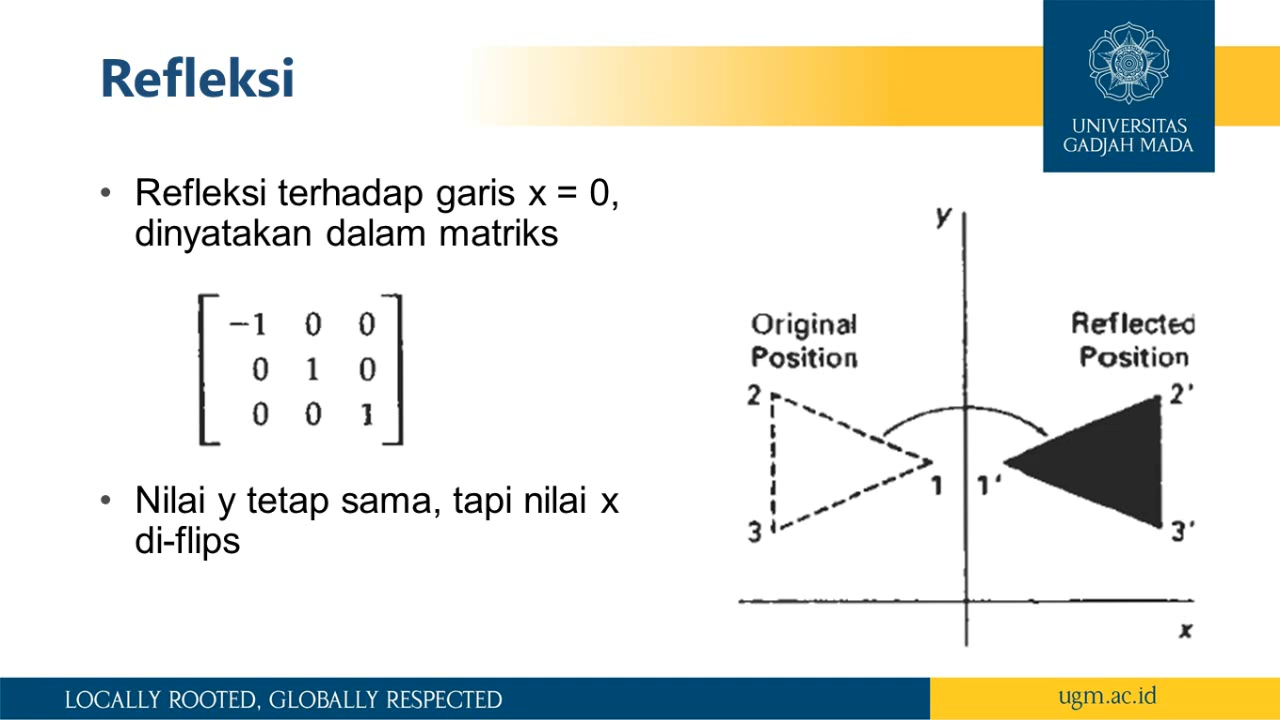 Refleksi
UNIVERSITAS
GADJAH MADA
• Refleksi terhadap garis x = 0,
dinyatakan dalam matriks
−1 0 0
0 1 0
0 0 1
• Nilai y tetap sama, tapi nilai x
di-flips
y
Original
Position
Reflected
Position
2
2'
1
1'
3
3'
x
LOCALLY ROOTED, GLOBALLY RESPECTED
ugm.ac.id